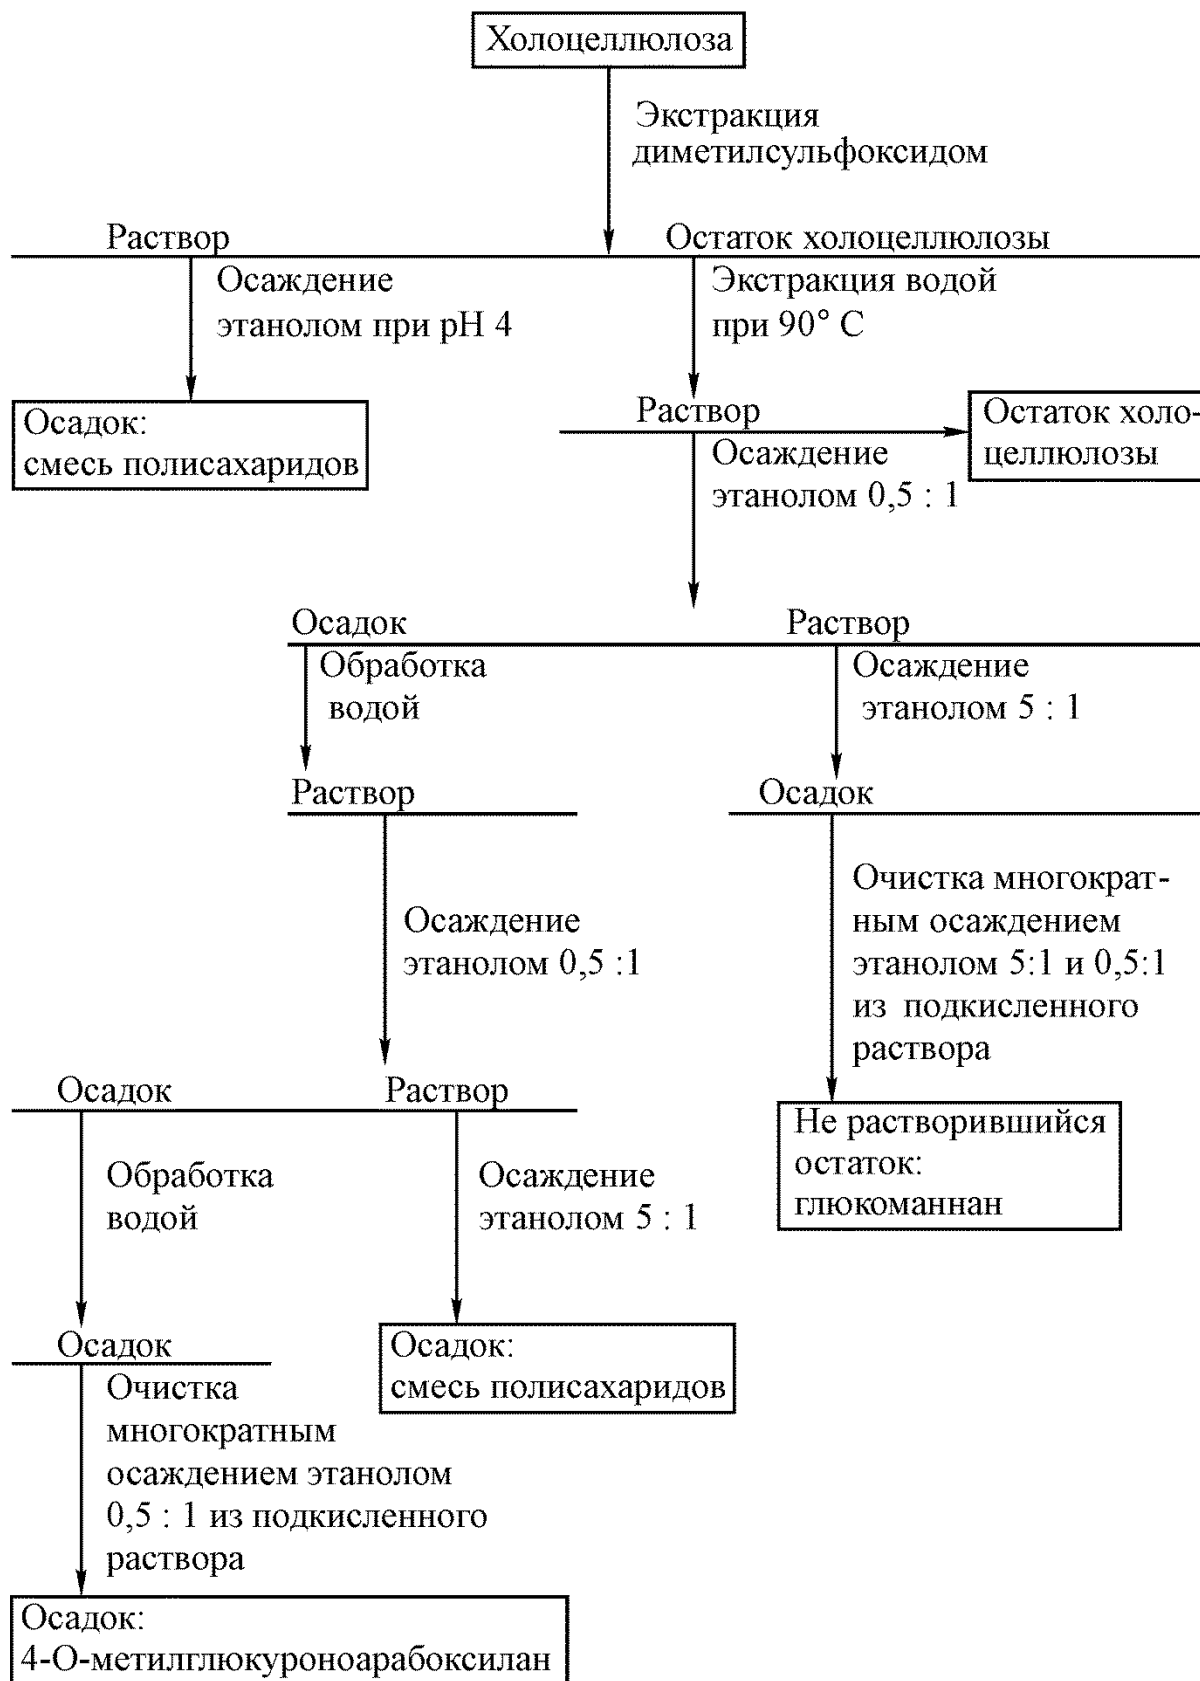 Холоцеллюлоза
Экстракция
диметилсульфоксидом
Раствор
Остаток холоцеллюлозы
Осаждение
этанолом при pH 4
Экстракция водой
при 90° C
Осадок:
смесь полисахаридов
Раствор
Остаток холо-
целлюлозы
Осаждение
этанолом 0,5 : 1
Осадок
Раствор
Обработка
водой
Осаждение
этанолом 5 : 1
Раствор
Осадок
Осаждение
этанолом 0,5 :1
Очистка многократ-
ным осаждением
этанолом 5:1 и 0,5:1
из подкисленного
раствора
Осадок
Раствор
Не растворившийся
остаток:
глюкоманнан
Обработка
водой
Осаждение
этанолом 5 : 1
Осадок
Осадок:
смесь полисахаридов
Очистка
многократным
осаждением этанолом
0,5 : 1 из подкисленного
раствора
Осадок:
4-О-метилглюкуроноарабоксилан